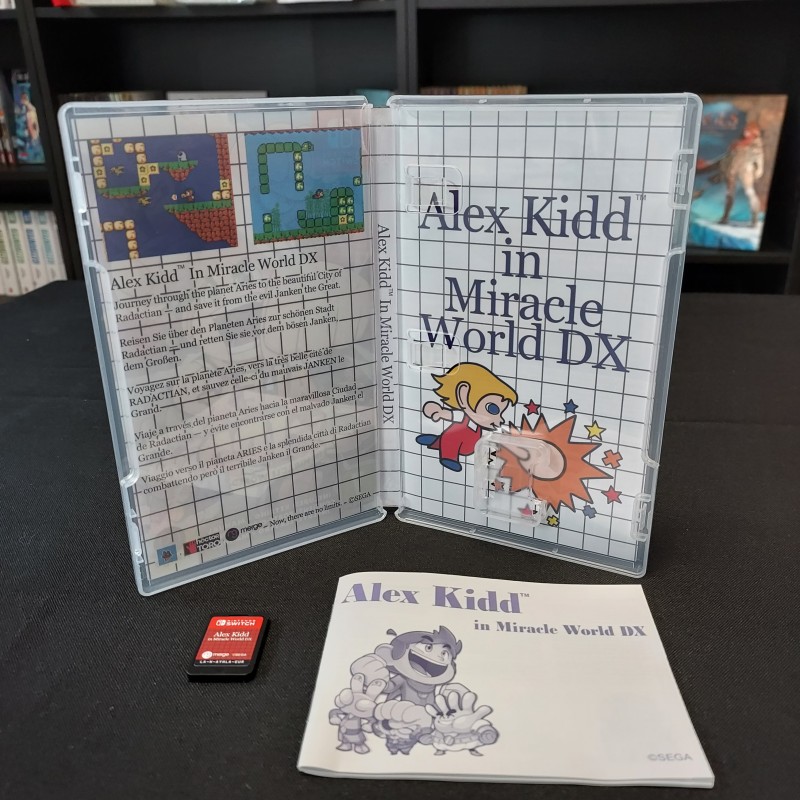 Alex Kidd™ In Miracle World DX
Journey through the planet Aries to the beautiful City of
Radactian — and save it from the evil Janken the Great.
Reisen Sie über den Planeten Aries zur schönen Stadt
Radactian — und retten Sie sie vor dem bösen Janken,
dem Großen.
Voyagez sur la planète Aries, vers la très belle cité de
RADACTIAN, et sauvez celle-ci du mauvais JANKEN le
Grand.
Viaje a través del planeta Aries hacia la maravillosa Ciudad
de Radactian — y evite encontrarse con el malvado Janken el
Grande.
Viaggio verso il pianeta ARIES e la splendida città di Radactian
combattendo però il terribile Janken il Grande.
merge
Now, there are no limits. - ©SEGA
Alex Kidd™ In Miracle World DX
Alex Kidd™
in
Miracle
World DX
SWITCH
Alex Kidd
in Miracle World DX
merge
LA-H-AYHLA-EUR
Alex Kidd™
in Miracle World DX
©SEGA